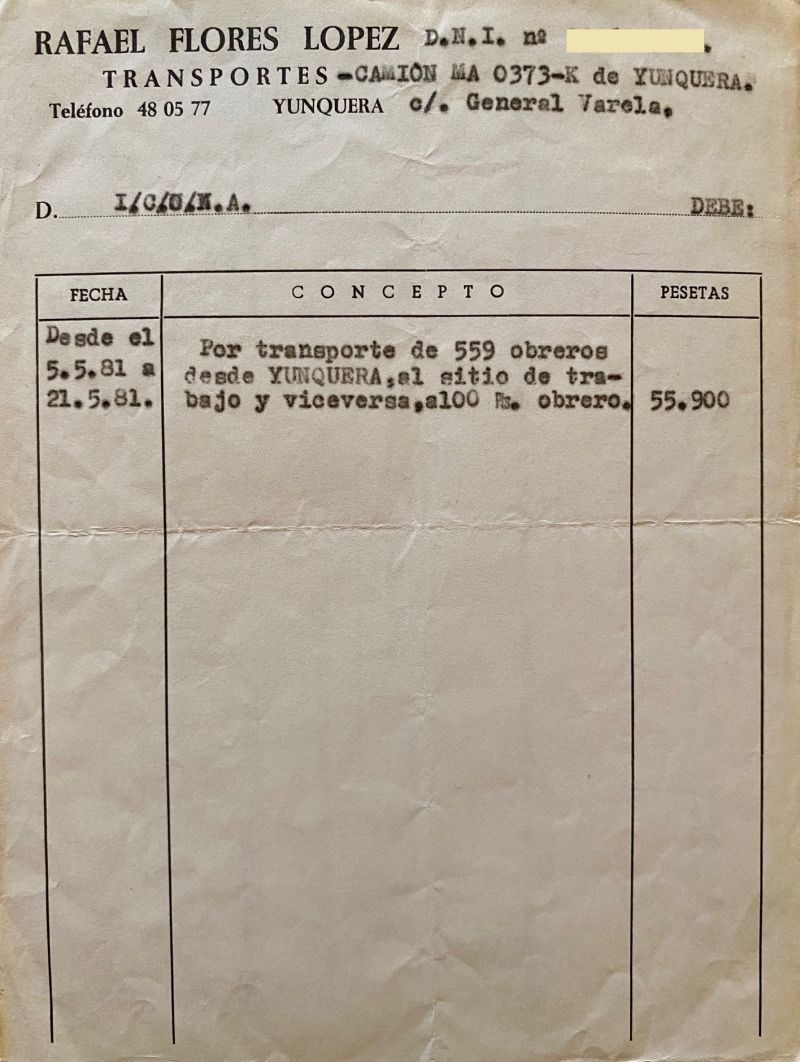 RAFAEL FLORES LOPEZ D.N.I. nº .
TRANSPORTES-CAMIÓN MA 0373-K de YUNQUERA.
Teléfono 48 05 77 YUNQUERA c/. General Varela.
D. I/C/O/N.A. DEBE:
FECHA CONCEPTO PESETAS
Desde el
5.5.81 a
21.5.81.
Por transporte de 559 obreros
desde YUNQUERA,al sitio de tra-
bajo y viceversa,a100 Ps. obrero. 55.900